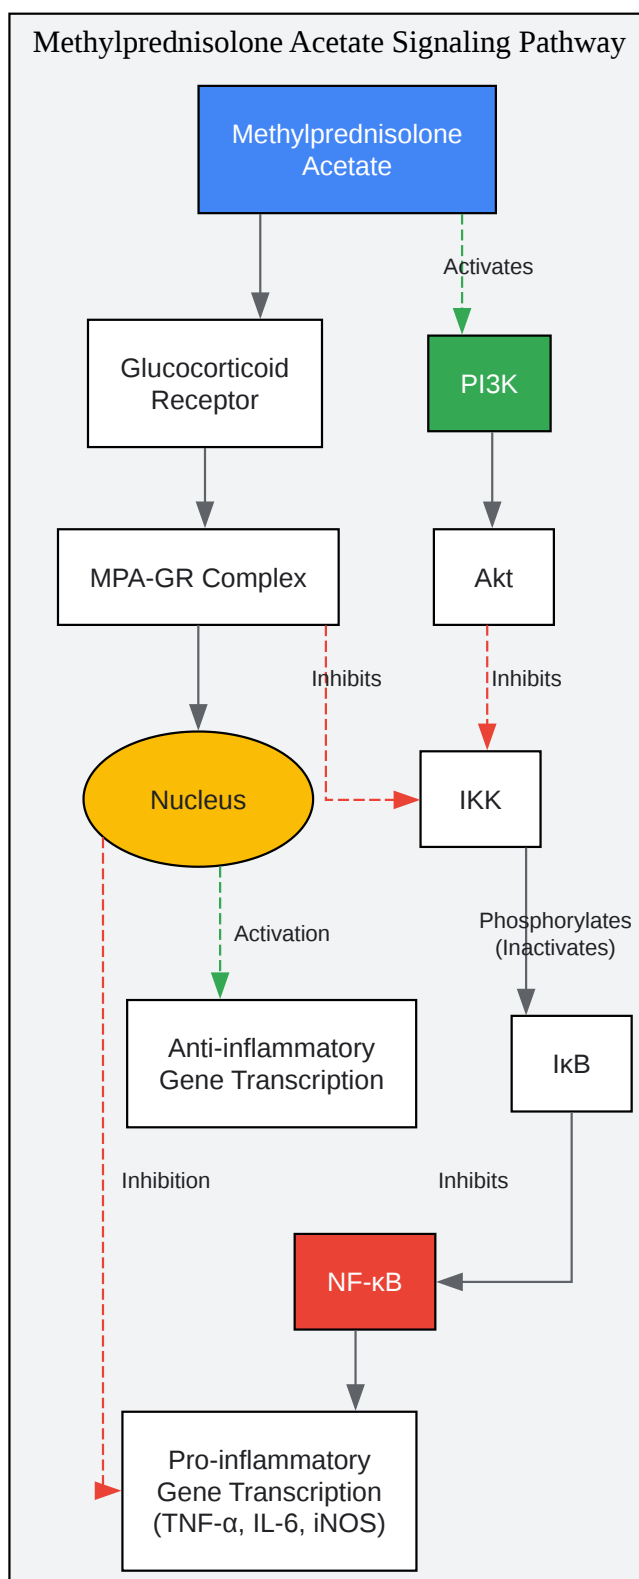 Methylprednisolone Acetate Signaling Pathway
Methylprednisolone
Acetate
Activates
Glucocorticoid
Receptor
PI3K
MPA-GR Complex
Akt
Inhibits
Inhibits
Nucleus
IKK
Phosphorylates
(Inactivates)
Activation
Anti-inflammatory
Gene Transcription
IκB
Inhibition
Inhibits
NF-κB
Pro-inflammatory
Gene Transcription
(TNF-α, IL-6, iNOS)